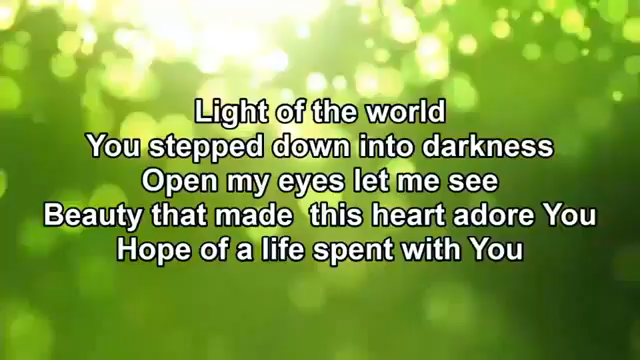 Light of the world
You stepped down into darkness
Open my eyes let me see
Beauty that made  this heart adore You
Hope of a life spent with You